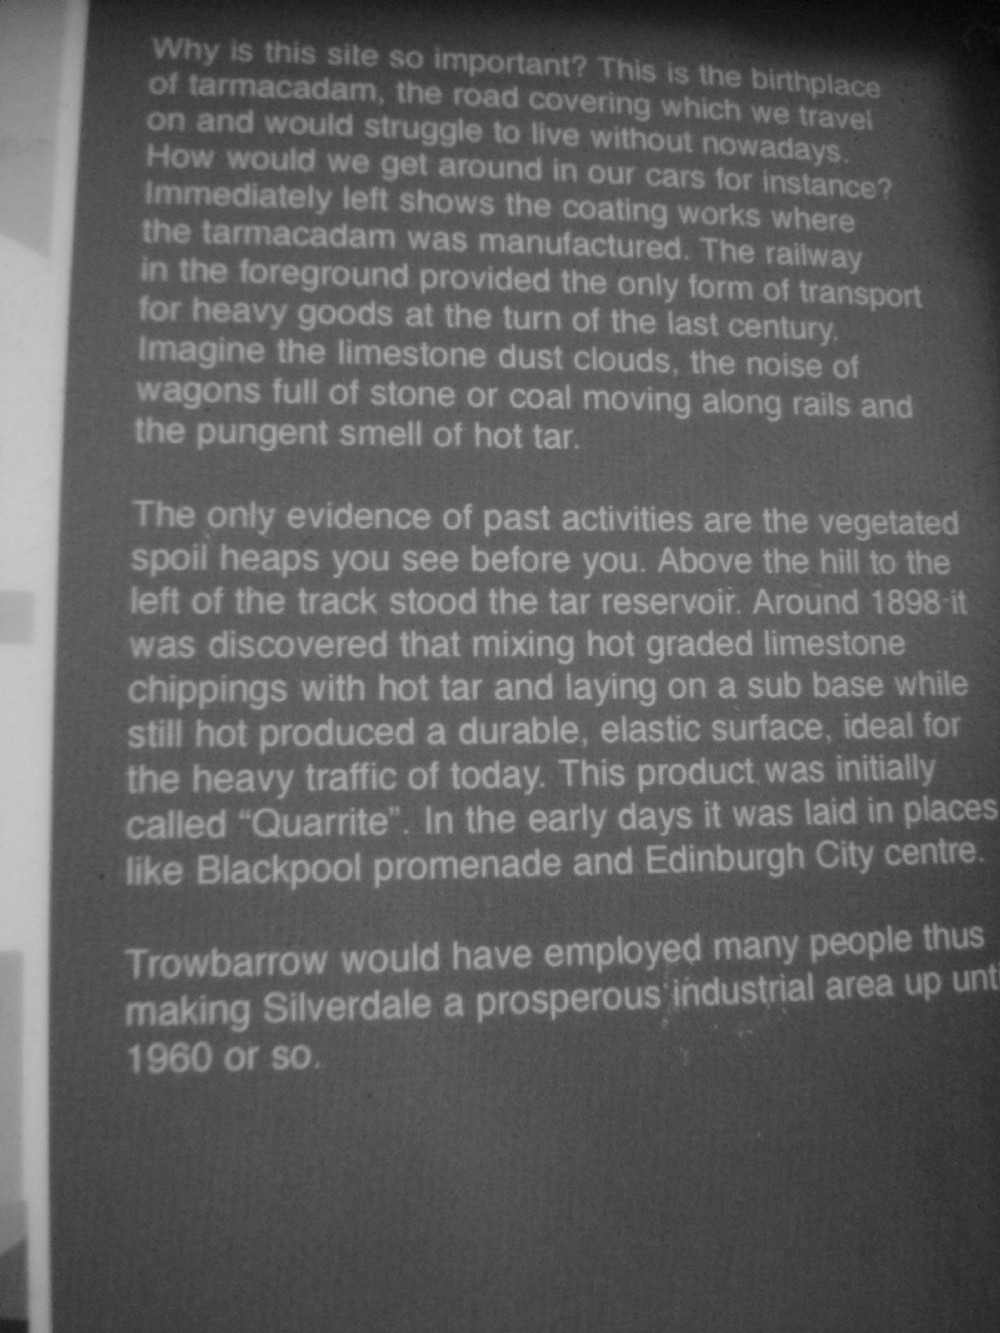 Why is this site so important? This is the birthplace
of tarmacadam, the road covering which we travel
on and would struggle to live without nowadays.
How would we get around in our cars for instance?
Immediately left shows the coating works where
the tarmacadam was manufactured. The railway
in the foreground provided the only form of transport
for heavy goods at the turn of the last century.
Imagine the limestone dust clouds, the noise of
wagons full of stone or coal moving along rails and
the pungent smell of hot tar.
The only evidence of past activities are the vegetated
spoil heaps you see before you. Above the hill to the
left of the track stood the tar reservoir. Around 1898 it
was discovered that mixing hot graded limestone
chippings with hot tar and laying on a sub base while
still hot produced a durable, elastic surface, ideal for
the heavy traffic of today. This product was initially
called “Quarrite”. In the early days it was laid in places
like Blackpool promenade and Edinburgh City centre.
Trowbarrow would have employed many people thus
making Silverdale a prosperous industrial area up unti
1960 or so.